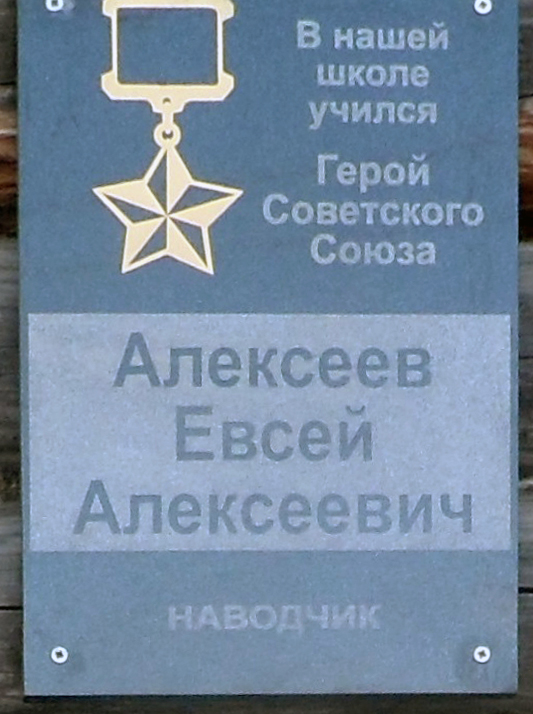 В нашей
школе
учился
Герой
Советского
Союза
Алексеев
Евсей
Алексеевич
НАВОДЧИК